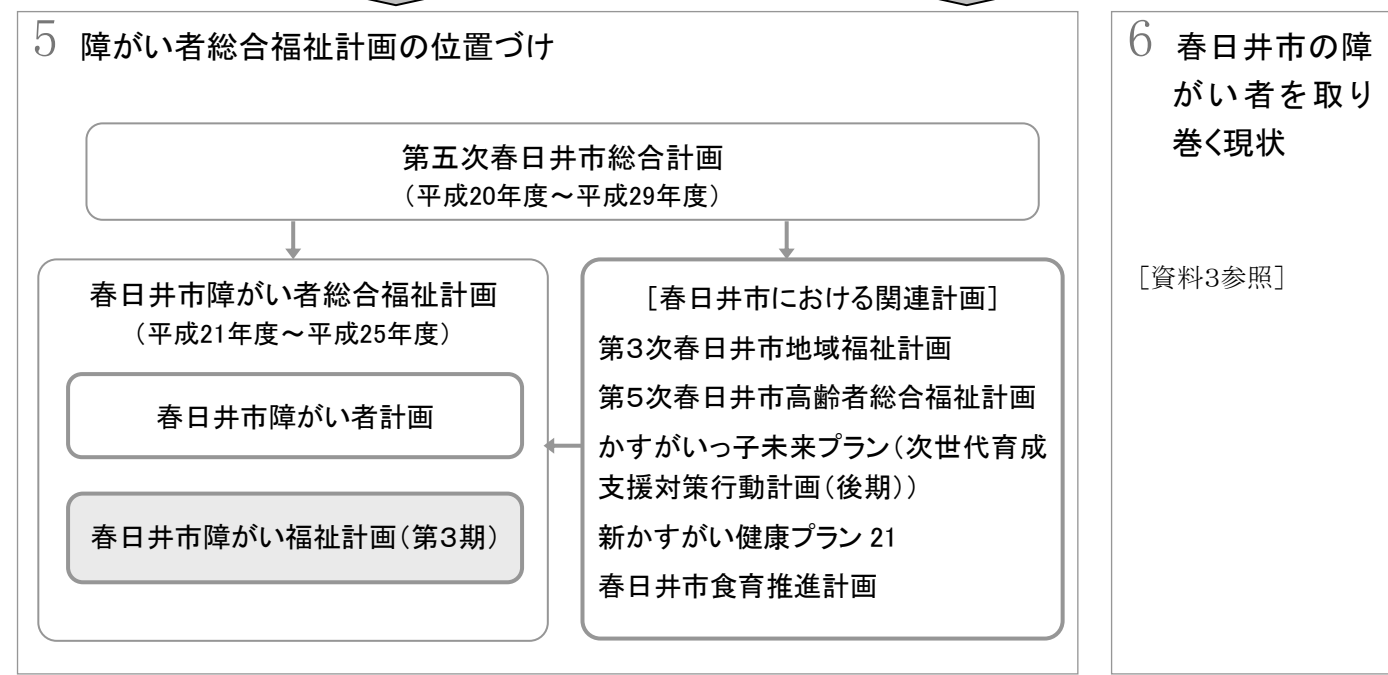 5 障がい者総合福祉計画の位置づけ
第五次春日井市総合計画
（平成20年度～平成29年度）
春日井市障がい者総合福祉計画
（平成21年度～平成25年度）
春日井市障がい者計画
春日井市障がい福祉計画（第３期）
［春日井市における関連計画］
第３次春日井市地域福祉計画
第５次春日井市高齢者総合福祉計画
かすがいっ子未来プラン（次世代育成
支援対策行動計画（後期））
新かすがい健康プラン 21
春日井市食育推進計画
6 春日井市の障
がい者を取り
巻く現状
［資料3参照］